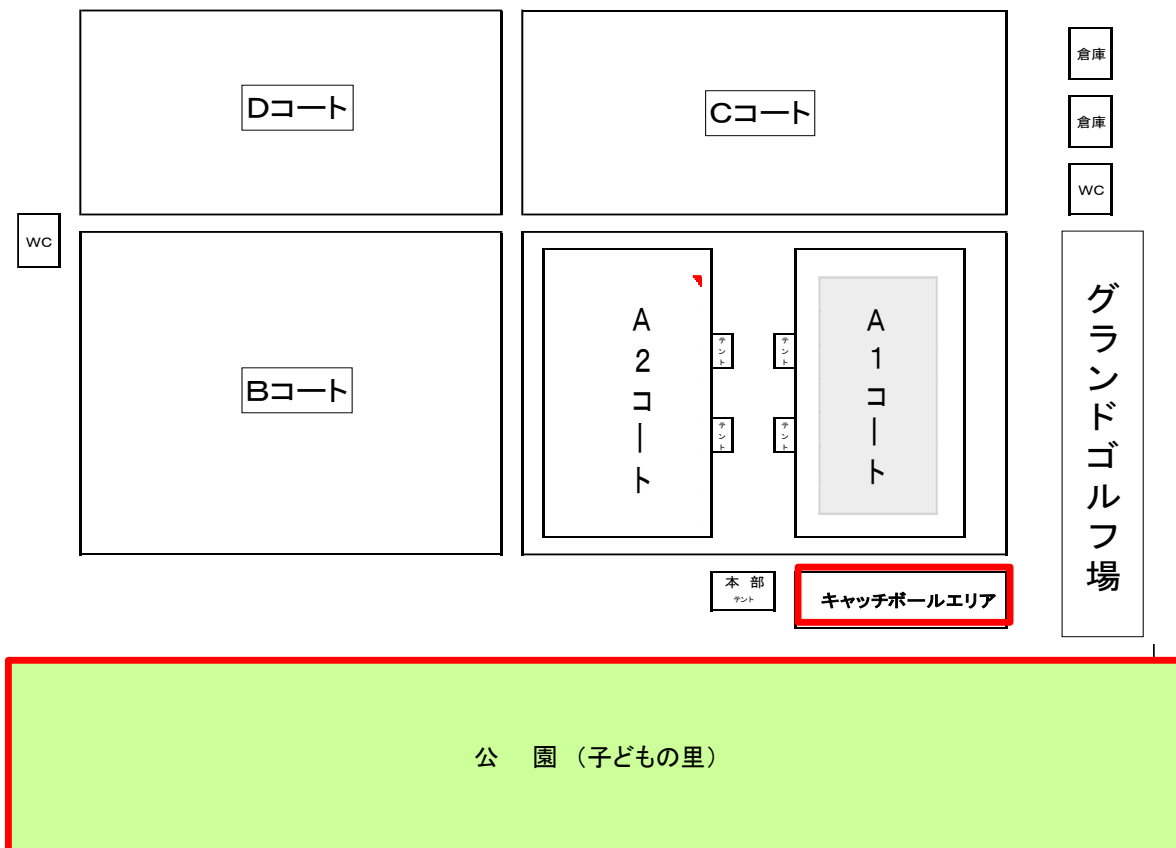 Dコート
Cコート
倉庫
倉庫
WC
WC
Bコート
A2コート
テント
テント
テント
テント
A1コート
グランドゴルフ場
本 部
テント
キャッチボールエリア
公 園 (子どもの里)